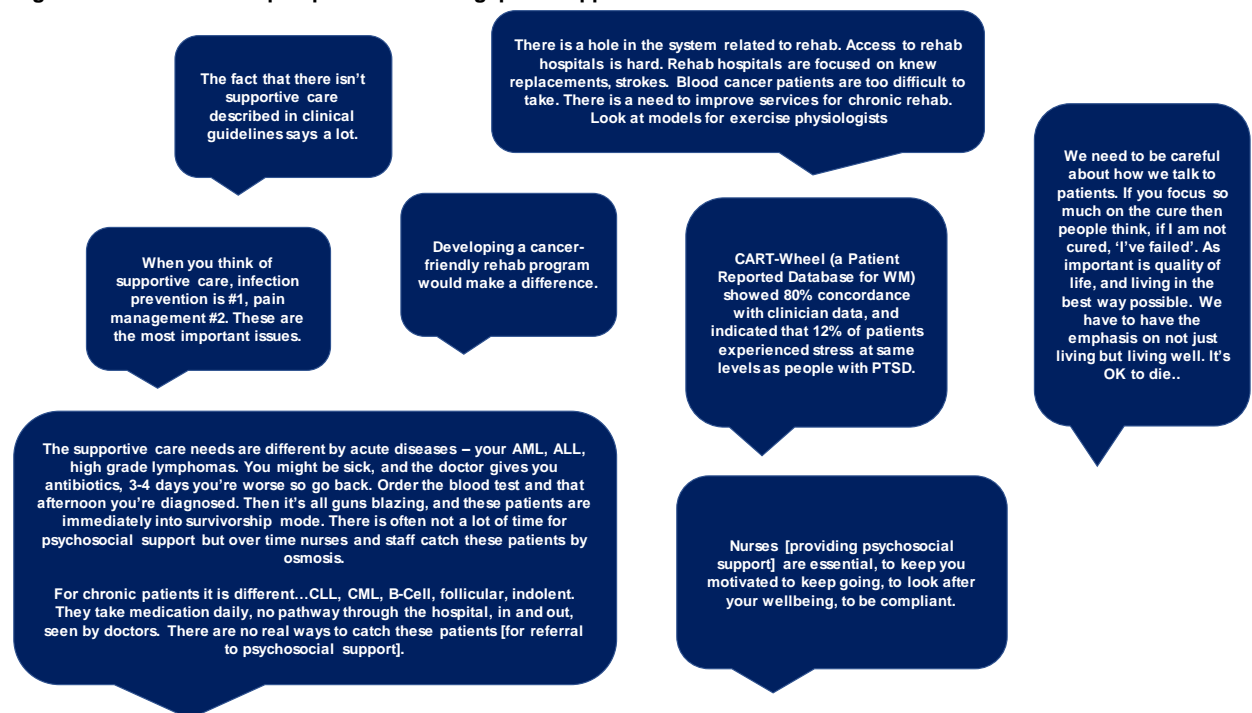 The fact that there isn't
supportive care
described in clinical
guidelines says a lot.
There is a hole in the system related to rehab. Access to rehab
hospitals is hard. Rehab hospitals are focused on knew
replacements, strokes. Blood cancer patients are too difficult to
take. There is a need to improve services for chronic rehab.
Look at models for exercise physiologists
We need to be careful
about how we talk to
patients. If you focus so
much on the cure then
people think, if I am not
cured, 'I've failed'. As
important is quality of
life, and living in the
best way possible. We
have to have the
emphasis on not just
living but living well. It's
OK to die..
When you think of
supportive care, infection
prevention is #1, pain
management #2. These are
the most important issues.
Developing a cancer-
friendly rehab program
would make a difference.
CART-Wheel (a Patient
Reported Database for WM)
showed 80% concordance
with clinician data, and
indicated that 12% of patients
experienced stress at same
levels as people with PTSD.
The supportive care needs are different by acute diseases – your AML, ALL,
high grade lymphomas. You might be sick, and the doctor gives you
antibiotics, 3-4 days you're worse so go back. Order the blood test and that
afternoon you're diagnosed. Then it's all guns blazing, and these patients are
immediately into survivorship mode. There is often not a lot of time for
psychosocial support but over time nurses and staff catch these patients by
osmosis.
For chronic patients it is different…CLL, CML, B-Cell, follicular, indolent.
They take medication daily, no pathway through the hospital, in and out,
seen by doctors. There are no real ways to catch these patients [for referral
to psychosocial support].
Nurses [providing psychosocial
support] are essential, to keep you
motivated to keep going, to look after
your wellbeing, to be compliant.